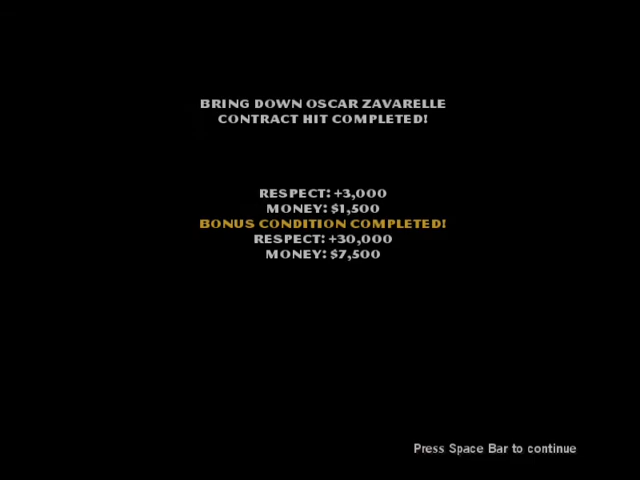 BRING DOWN OSCAR ZAVARELLE
CONTRACT HIT COMPLETED!
RESPECT: +3,000
MONEY: $1,500
BONUS CONDITION COMPLETED!
RESPECT: +30,000
MONEY: $7,500
Press Space Bar to continue